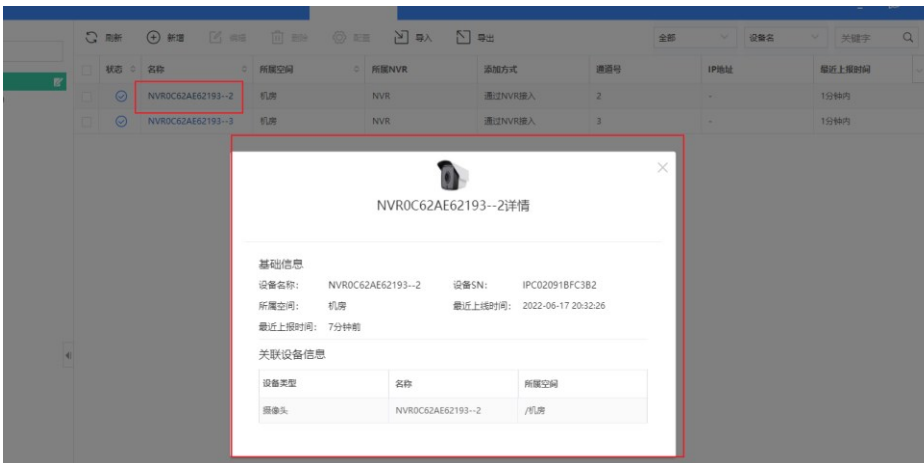 刷新 新增 编辑 删除 配置 导入 导出 全部 设备名 关键字
状态 名称 所属空间 所属NVR 添加方式 通道号 IP地址 最近上报时间
NVR0C62AE62193--2 机房 NVR 通过NVR接入 2 - 1分钟内
NVR0C62AE62193--3 机房 NVR 通过NVR接入 3 - 1分钟内
NVR0C62AE62193--2详情
基础信息
设备名称: NVR0C62AE62193--2 设备SN: IPC02091BFC3B2
所属空间: 机房 最近上线时间: 2022-06-17 20:32:26
最近上报时间: 7分钟前
关联设备信息
设备类型 名称 所属空间
摄像头 NVR0C62AE62193--2 /机房